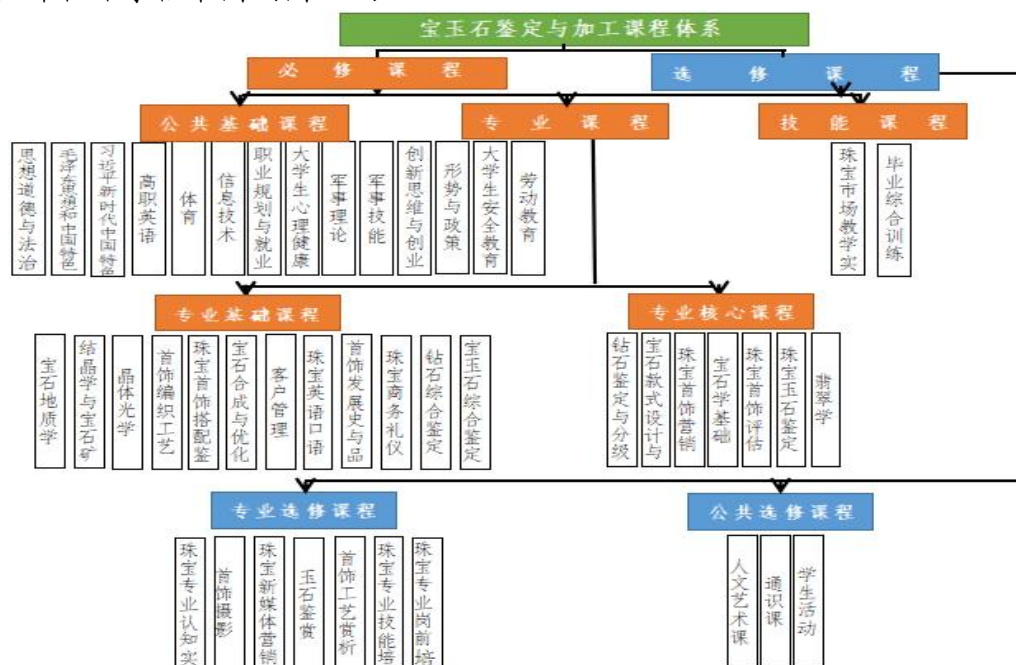 宝玉石鉴定与加工课程体系
必修课程
选修课程
公共基础课程
专业课程
技能课程
思想道德与法治
毛泽东思想和中国特色
习近平新时代中国特色
高职英语
体育
信息技术
职业规划与就业
大学生心理健康
军事理论
军事技能
创新思维与创业
形势与政策
大学生安全教育
劳动教育
珠宝市场教学实
毕业综合训练
专业基础课程
专业核心课程
宝石地质学
结晶学与宝石矿
晶体光学
首饰编织工艺
珠宝首饰搭配鉴
宝石合成与优化
客户管理
珠宝英语口语
首饰发展史与品
珠宝商务礼仪
钻石综合鉴定
宝玉石综合鉴定
钻石鉴定与分级
宝石款式设计与
珠宝首饰营销
宝石学基础
珠宝首饰评估
珠宝玉石鉴定
翡翠学
专业选修课程
公共选修课程
珠宝专业认知实
首饰摄影
珠宝新媒体营销
玉石鉴赏
首饰工艺赏析
珠宝专业技能培
珠宝专业岗前培
人文艺术课
通识课
学生活动